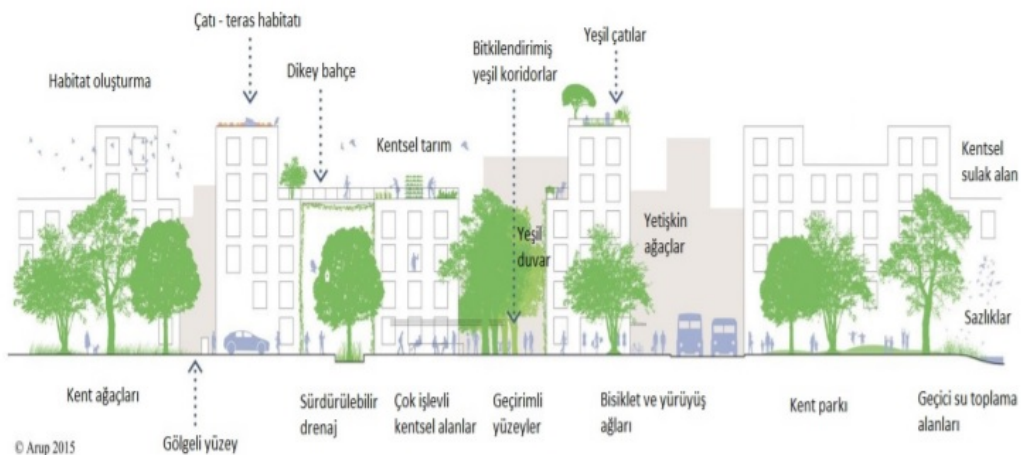 Çatı - teras habitatı
Yeşil çatılar
Bitkilendirimiş
yeşil koridorlar
Dikey bahçe
Habitat oluşturma
Kentsel tarım
Kentsel
sulak alan
Yeşil
duvar
Yetişkin
ağaçlar
Sazlıklar
Kent ağaçları
Gölgeli yüzey
Sürdürülebilir
drenaj
Çok işlevli
kentsel alanlar
Geçirimli
yüzeyler
Bisiklet ve yürüyüş
ağları
Kent parkı
Geçici su toplama
alanları
© Arup 2015